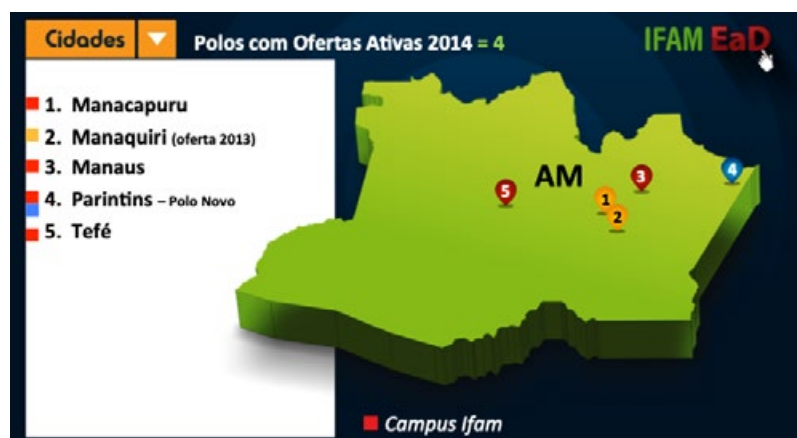 Cidades
Polos com Ofertas Ativas 2014 = 4
IFAM EaD
1. Manacapuru
2. Manaquiri (oferta 2013)
3. Manaus
4. Parintins – Polo Novo
5. Tefé
AM
5
3
4
1
2
Campus Ifam